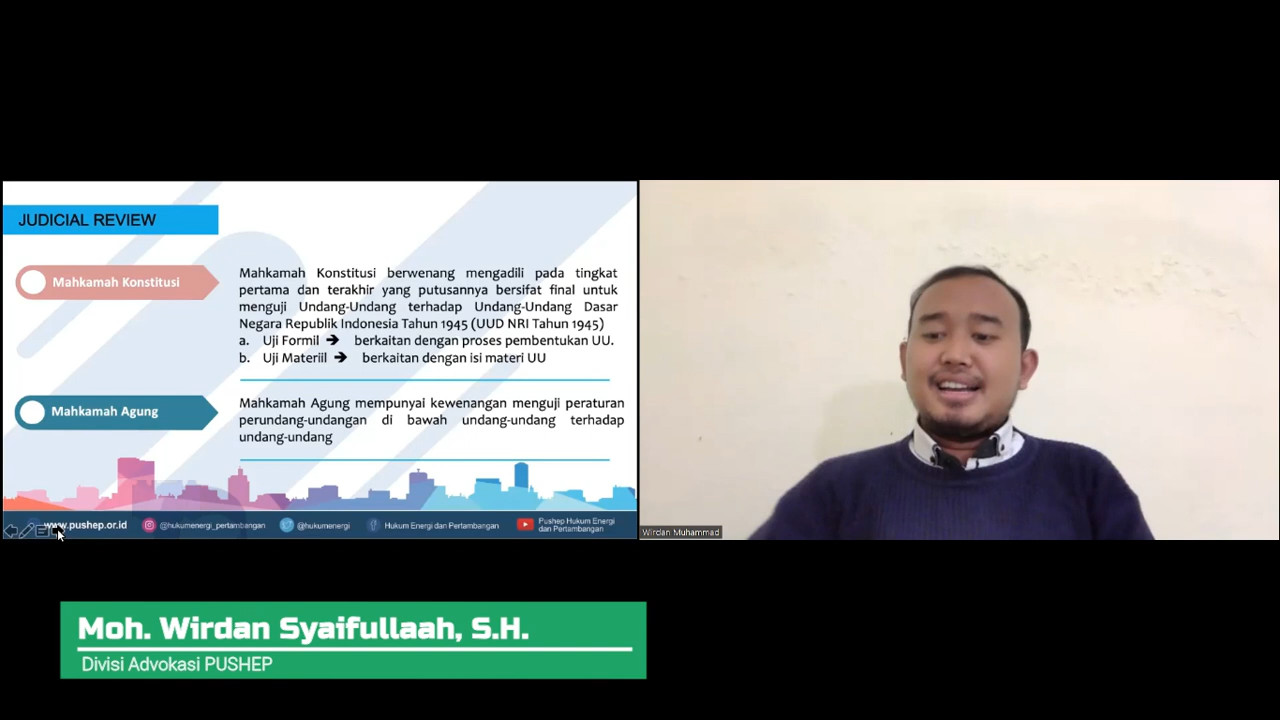 JUDICIAL REVIEW
Mahkamah Konstitusi
Mahkamah Konstitusi berwenang mengadili pada tingkat
pertama dan terakhir yang putusannya bersifat final untuk
menguji Undang-Undang terhadap Undang-Undang Dasar
Negara Republik Indonesia Tahun 1945 (UUD NRI Tahun 1945)
a. Uji Formil ➔ berkaitan dengan proses pembentukan UU.
b. Uji Materiil ➔ berkaitan dengan isi materi UU
Mahkamah Agung
Mahkamah Agung mempunyai kewenangan menguji peraturan
perundang-undangan di bawah undang-undang terhadap
undang-undang
www.pushep.or.id
@hukumenergi_pertambangan
@hukumenergi
Hukum Energi dan Pertambangan
Pushep Hukum Energi
dan Pertambangan
Wirdan Muhammad
Moh. Wirdan Syaifullaah, S.H.
Divisi Advokasi PUSHEP